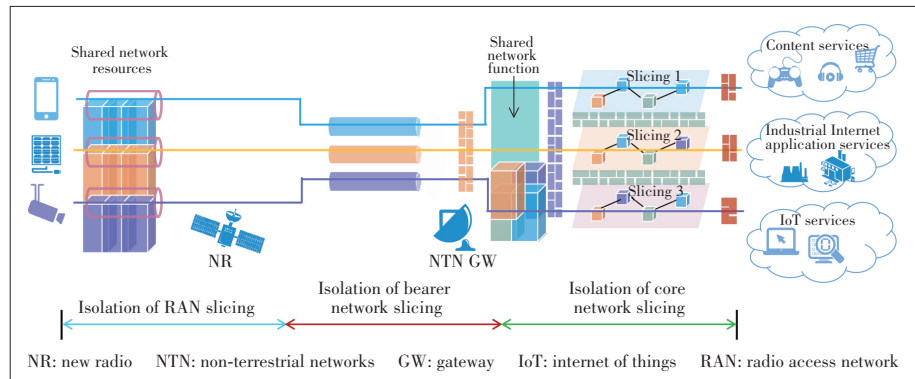 Shared network
resources
Shared
network
function
Content services
Slicing 1
Industrial Internet
application services
Slicing 2
Slicing 3
IoT services
NR
NTN GW
Isolation of RAN slicing
Isolation of bearer
network slicing
Isolation of core
network slicing
NR: new radio NTN: non-terrestrial networks GW: gateway IoT: internet of things RAN: radio access network